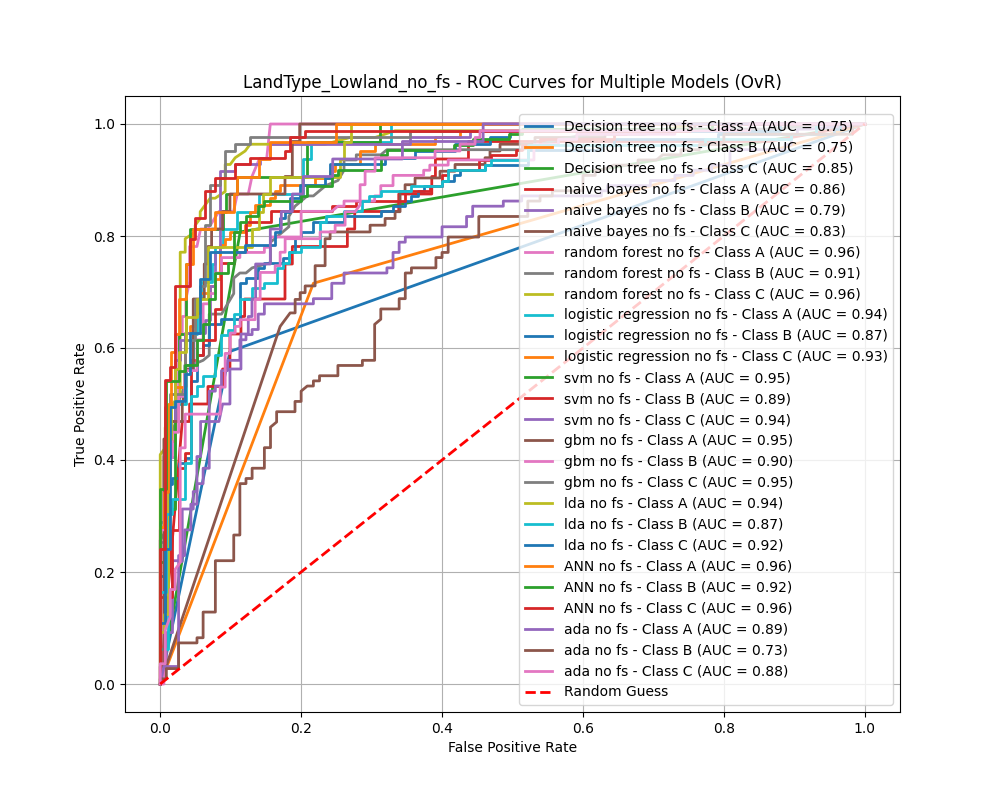 LandType_Lowland_no_fs - ROC Curves for Multiple Models (OvR)
True Positive Rate
1.0
0.8
0.6
0.4
0.2
0.0
Decision tree no fs - Class A (AUC = 0.75)
Decision tree no fs - Class B (AUC = 0.75)
Decision tree no fs - Class C (AUC = 0.85)
naive bayes no fs - Class A (AUC = 0.86)
naive bayes no fs - Class B (AUC = 0.79)
naive bayes no fs - Class C (AUC = 0.83)
random forest no fs - Class A (AUC = 0.96)
random forest no fs - Class B (AUC = 0.91)
random forest no fs - Class C (AUC = 0.96)
logistic regression no fs - Class A (AUC = 0.94)
logistic regression no fs - Class B (AUC = 0.87)
logistic regression no fs - Class C (AUC = 0.93)
svm no fs - Class A (AUC = 0.95)
svm no fs - Class B (AUC = 0.89)
svm no fs - Class C (AUC = 0.94)
gbm no fs - Class A (AUC = 0.95)
gbm no fs - Class B (AUC = 0.90)
gbm no fs - Class C (AUC = 0.95)
lda no fs - Class A (AUC = 0.94)
lda no fs - Class B (AUC = 0.87)
lda no fs - Class C (AUC = 0.92)
ANN no fs - Class A (AUC = 0.96)
ANN no fs - Class B (AUC = 0.92)
ANN no fs - Class C (AUC = 0.96)
ada no fs - Class A (AUC = 0.89)
ada no fs - Class B (AUC = 0.73)
ada no fs - Class C (AUC = 0.88)
Random Guess
0.0 0.2 0.4 0.6 0.8 1.0
False Positive Rate